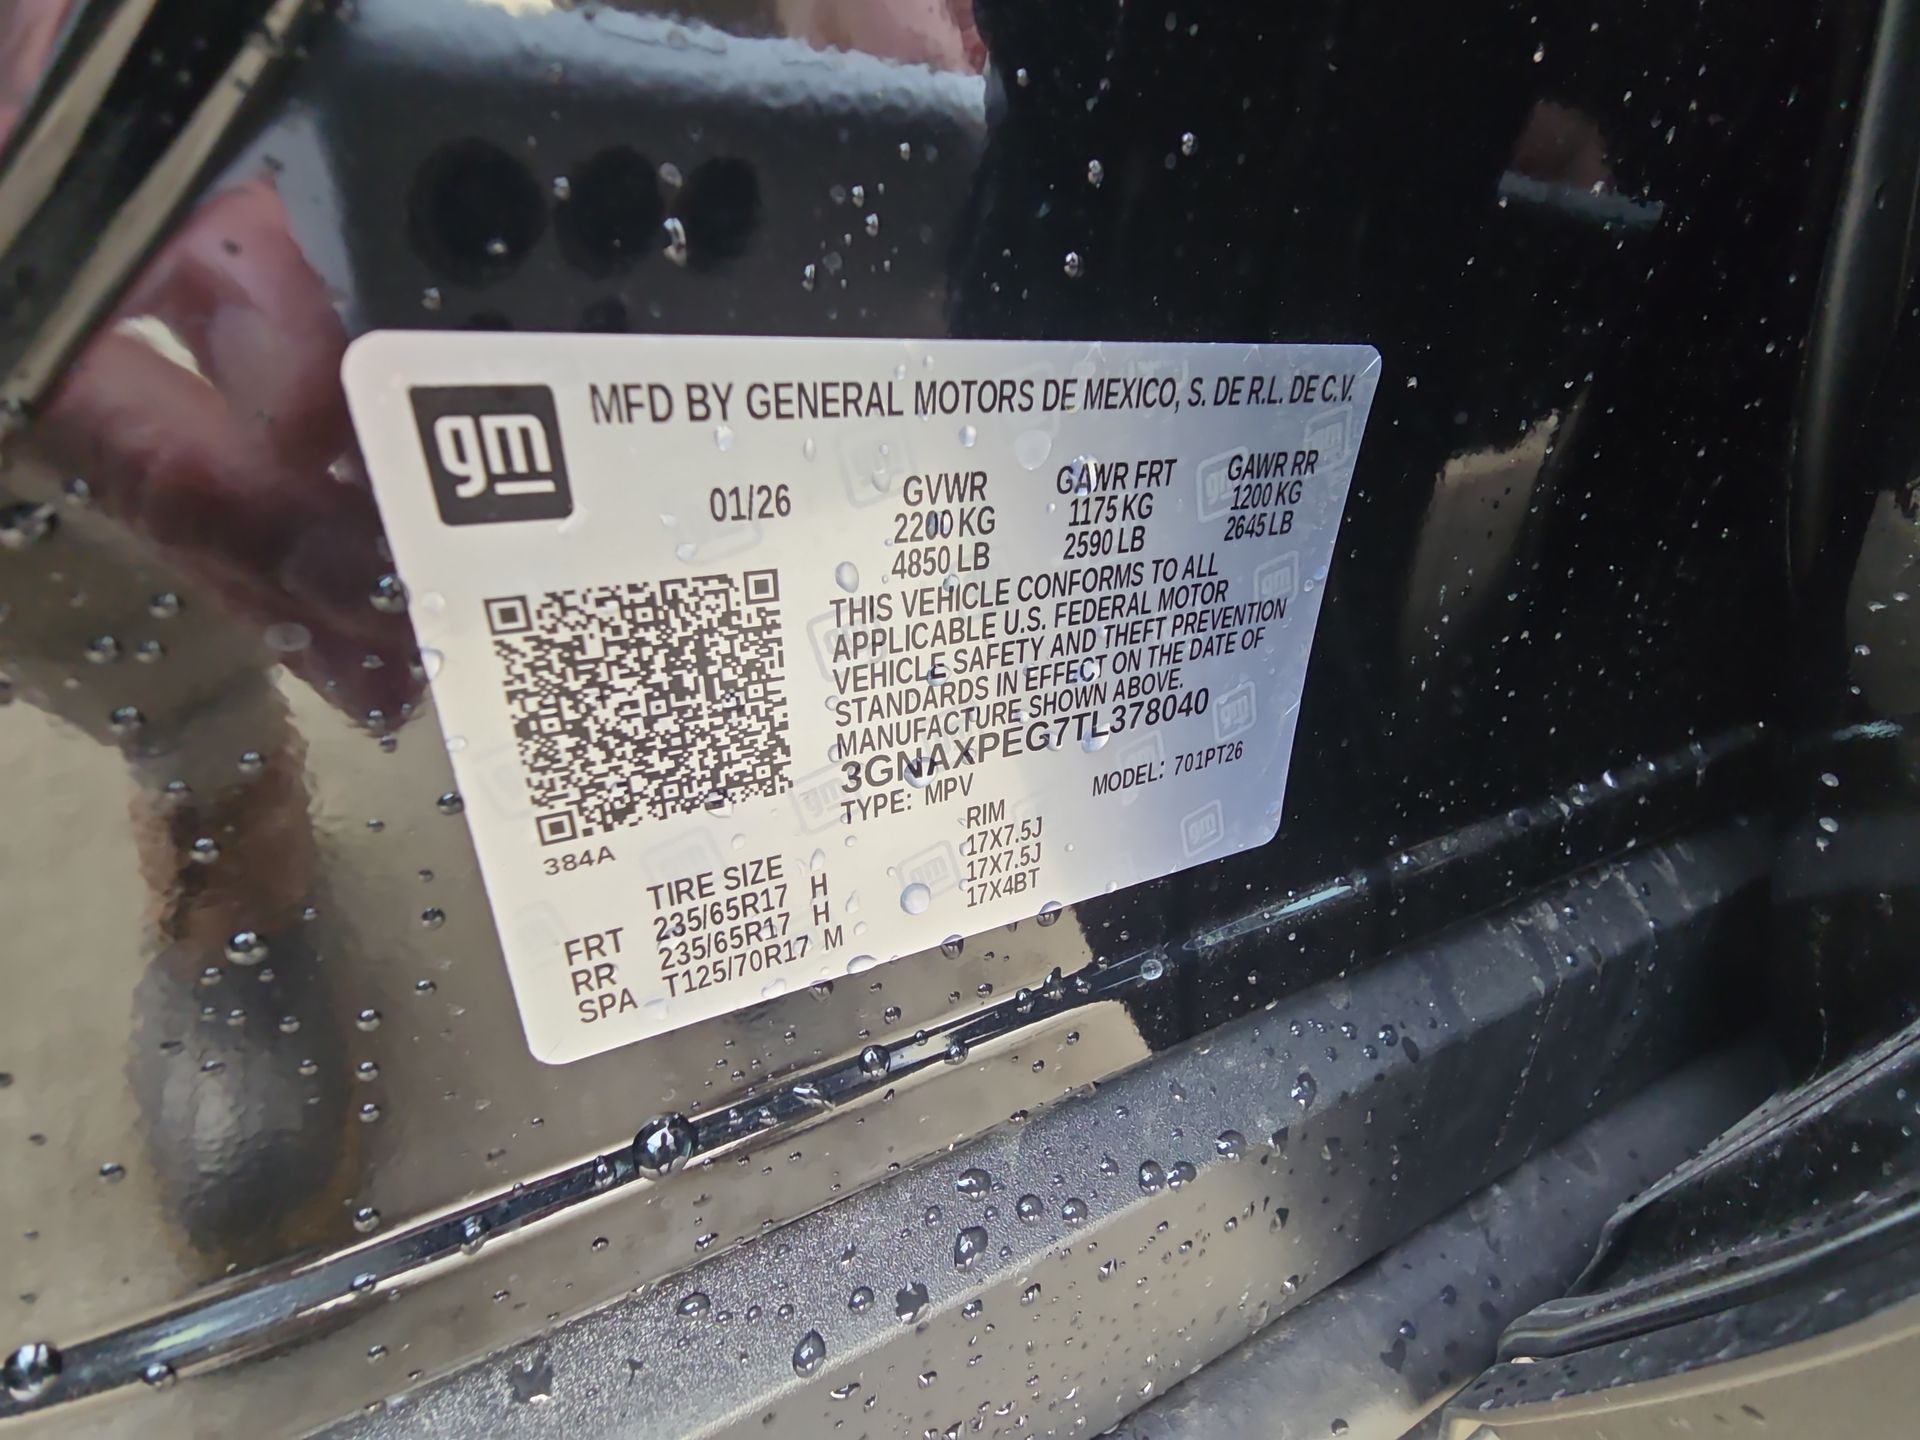 gm
MFD BY GENERAL MOTORS DE MEXICO, S. DE R.L. DE C.V.
01/26
GVWR
2200 KG
4850 LB
GAWR FRT
1175 KG
2590 LB
GAWR RR
1200 KG
2645 LB
THIS VEHICLE CONFORMS TO ALL
APPLICABLE U.S. FEDERAL MOTOR
VEHICLE SAFETY AND THEFT PREVENTION
STANDARDS IN EFFECT ON THE DATE OF
MANUFACTURE SHOWN ABOVE.
3GNAXPEG7TL378040
TYPE: MPV
MODEL: 701PT26
384A
TIRE SIZE
RIM
FRT 235/65R17 H 17X7.5J
RR 235/65R17 H 17X7.5J
SPA T125/70R17 M 17X4BT